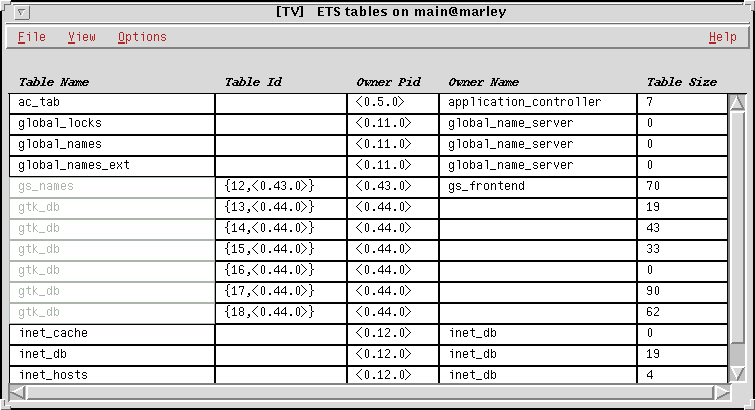 [TV]   ETS tables on main@marley
File View Options Help
Table Name Table Id Owner Pid Owner Name Table Size
ac_tab <0.5.0> application_controller 7
global_locks <0.11.0> global_name_server 0
global_names <0.11.0> global_name_server 0
global_names_ext <0.11.0> global_name_server 0
gs_names {12,<0.43.0>} <0.43.0> gs_frontend 70
gtk_db {13,<0.44.0>} <0.44.0> 19
gtk_db {14,<0.44.0>} <0.44.0> 43
gtk_db {15,<0.44.0>} <0.44.0> 33
gtk_db {16,<0.44.0>} <0.44.0> 0
gtk_db {17,<0.44.0>} <0.44.0> 90
gtk_db {18,<0.44.0>} <0.44.0> 62
inet_cache <0.12.0> inet_db 0
inet_db <0.12.0> inet_db 19
inet_hosts <0.12.0> inet_db 4